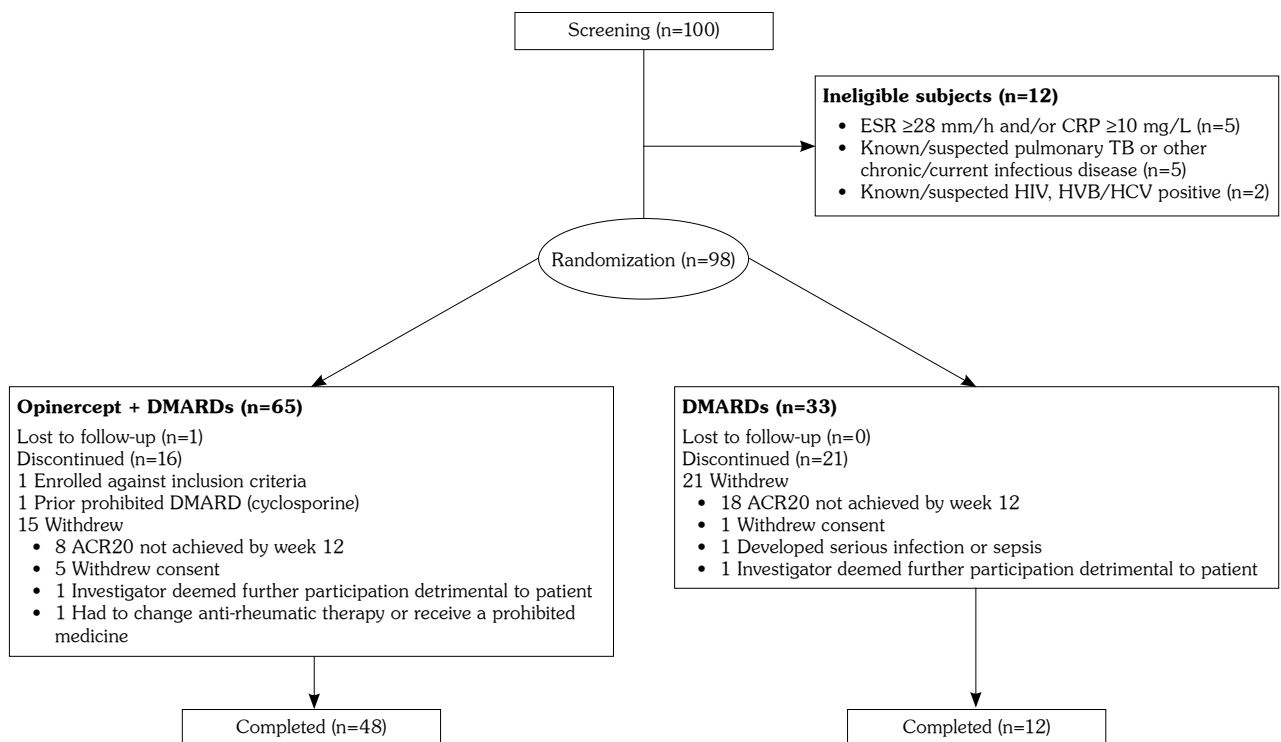 Screening (n=100)
Ineligible subjects (n=12)
• ESR ≥28 mm/h and/or CRP ≥10 mg/L (n=5)
• Known/suspected pulmonary TB or other
chronic/current infectious disease (n=5)
• Known/suspected HIV, HVB/HCV positive (n=2)
Randomization (n=98)
Opinercept + DMARDs (n=65)
Lost to follow-up (n=1)
Discontinued (n=16)
1 Enrolled against inclusion criteria
1 Prior prohibited DMARD (cyclosporine)
15 Withdrew
• 8 ACR20 not achieved by week 12
• 5 Withdrew consent
• 1 Investigator deemed further participation detrimental to patient
• 1 Had to change anti-rheumatic therapy or receive a prohibited
medicine
DMARDs (n=33)
Lost to follow-up (n=0)
Discontinued (n=21)
21 Withdrew
• 18 ACR20 not achieved by week 12
• 1 Withdrew consent
• 1 Developed serious infection or sepsis
• 1 Investigator deemed further participation detrimental to patient
Completed (n=48)
Completed (n=12)